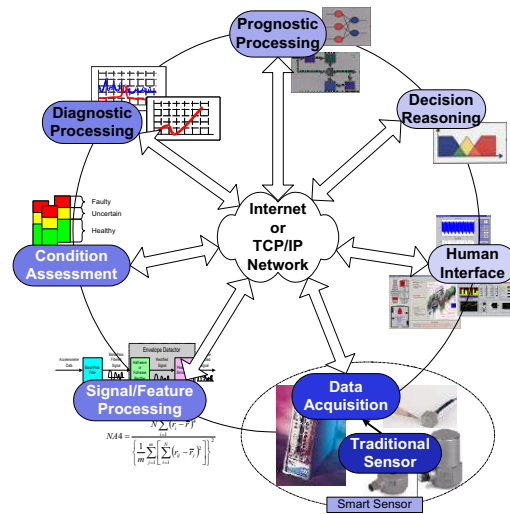 Prognostic
Processing
Decision
Reasoning
Diagnostic
Processing
Internet
or
TCP/IP
Network
Faulty
Uncertain
Healthy
Condition
Assessment
Human
Interface
Envelope Detector
Signal/Feature
Processing
Data
Acquisition
Traditional
Sensor
Smart Sensor